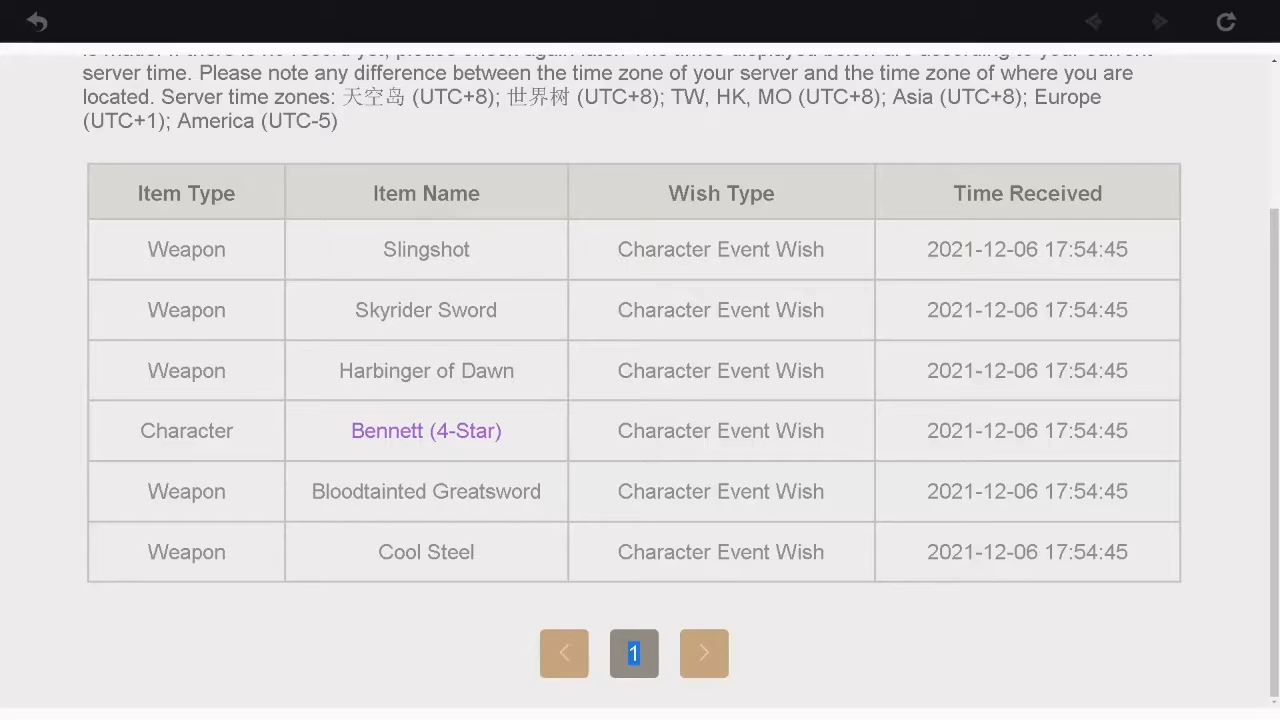 server time. Please note any difference between the time zone of your server and the time zone of where you are
located. Server time zones: 天空岛 (UTC+8); 世界树 (UTC+8); TW, HK, MO (UTC+8); Asia (UTC+8); Europe
(UTC+1); America (UTC-5)
Item Type Item Name Wish Type Time Received
Weapon Slingshot Character Event Wish 2021-12-06 17:54:45
Weapon Skyrider Sword Character Event Wish 2021-12-06 17:54:45
Weapon Harbinger of Dawn Character Event Wish 2021-12-06 17:54:45
Character Bennett (4-Star) Character Event Wish 2021-12-06 17:54:45
Weapon Bloodtainted Greatsword Character Event Wish 2021-12-06 17:54:45
Weapon Cool Steel Character Event Wish 2021-12-06 17:54:45
1